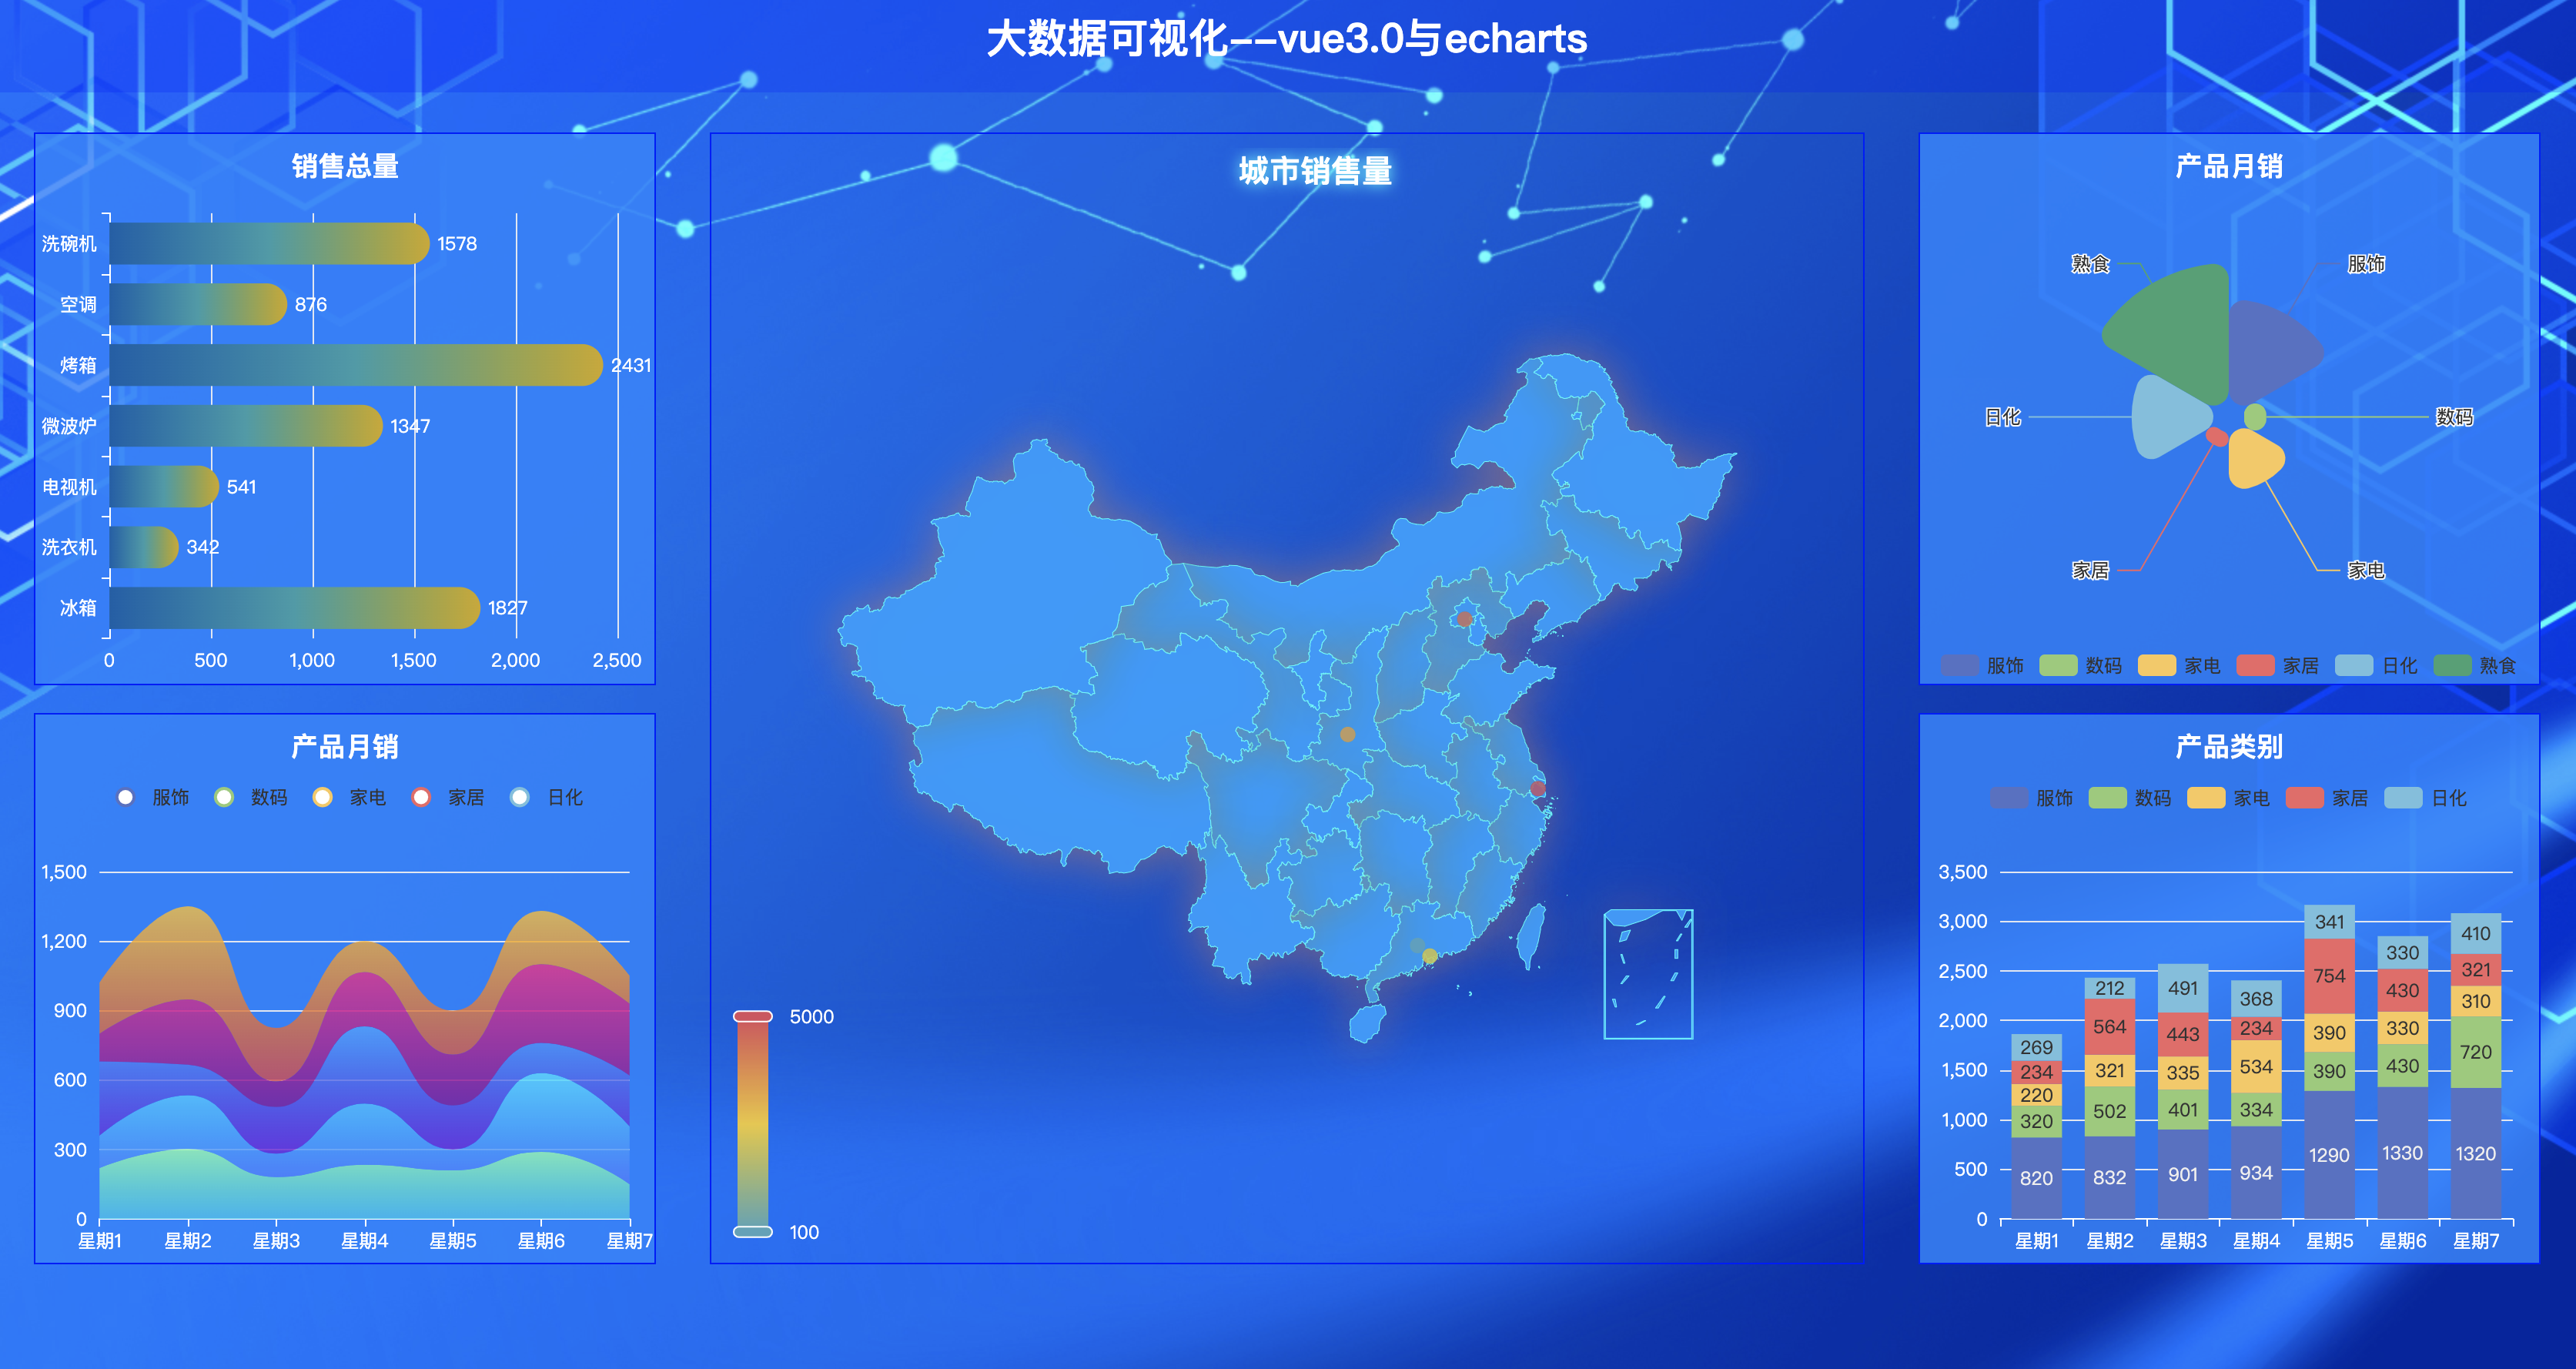 大数据可视化--vue3.0与echarts
销售总量
洗碗机 1578
空调 876
烤箱 2431
微波炉 1347
电视机 541
洗衣机 342
冰箱 1827
0 500 1,000 1,500 2,000 2,500
产品月销
服饰 数码 家电 家居 日化
1,500
1,200
900
600
300
0
星期1 星期2 星期3 星期4 星期5 星期6 星期7
城市销售量
5000
100
产品月销
熟食 服饰
日化 数码
家居 家电
服饰 数码 家电 家居 日化 熟食
产品类别
服饰 数码 家电 家居 日化
3,500
3,000
2,500
2,000
1,500
1,000
500
0
269 212 491 368 341 330 410
234 564 443 234 754 430 321
220 321 335 534 390 330 310
320 502 401 334 390 430 720
820 832 901 934 1290 1330 1320
星期1 星期2 星期3 星期4 星期5 星期6 星期7